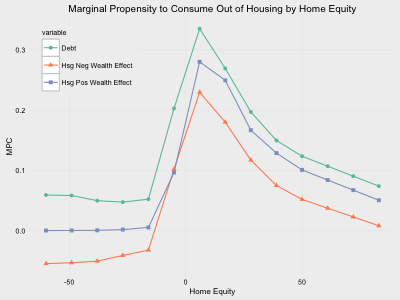 Marginal Propensity to Consume Out of Housing by Home Equity
variable
Debt
Hsg Neg Wealth Effect
Hsg Pos Wealth Effect
MPC
0.3
0.2
0.1
0.0
-50
0
50
Home Equity